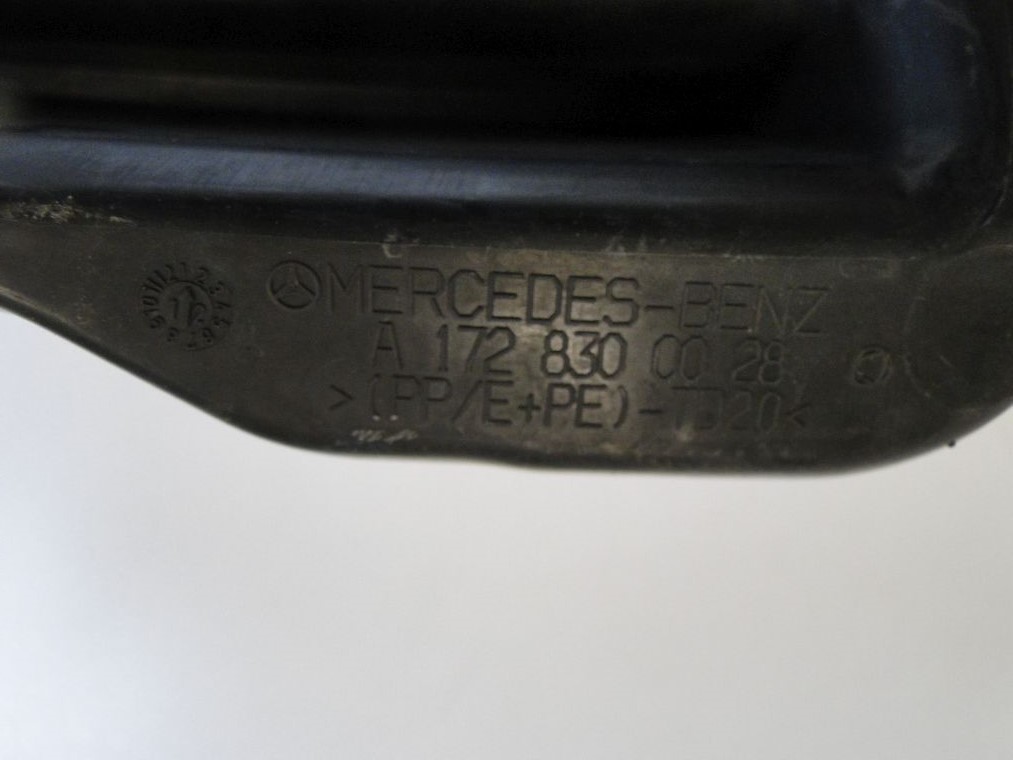 MERCEDES-BENZ
A 172 830 00 28
>(PP/E+PE)-TD20<